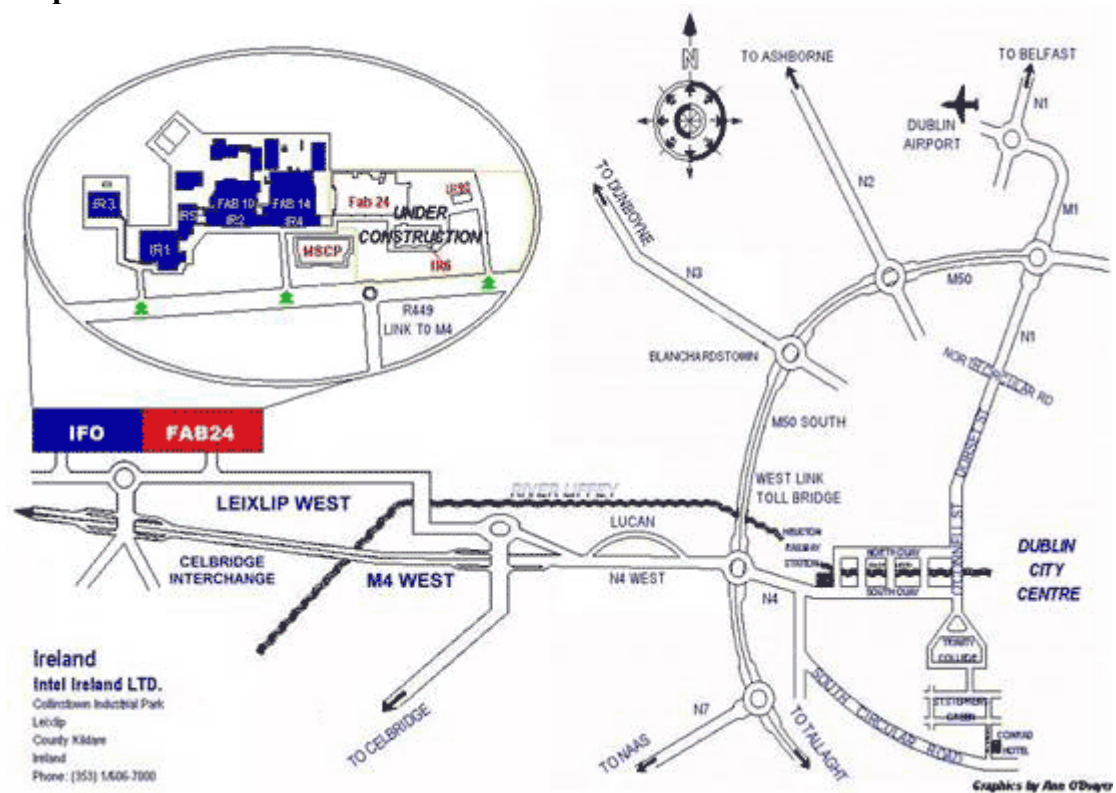 N
TO ASHBORNE
TO BELFAST
N1
DUBLIN
AIRPORT
N2
M1
TO DUNBOYNE
N3
M50
N1
BLANCHARDSTOWN
NORTH CIRCULAR RD
M50 SOUTH
DORSET ST
WEST LINK
TOLL BRIDGE
IR3
IR5
FAB 10
FAB 14
IR2
IR4
IR1
Fab 24
UNDER
CONSTRUCTION
MSCP
IR6
R449
LINK TO M4
IFO
FAB24
LEIXLIP WEST
RIVER LIFFEY
LUCAN
HEUSTON
RAILWAY
STATION
NORTH QUAY
SOUTH QUAY
O'CONNEL ST
DUBLIN
CITY
CENTRE
CELBRIDGE
INTERCHANGE
M4 WEST
N4 WEST
N4
TRINITY
COLLEGE
ST STEPHENS
GREEN
CONRAD
HOTEL
SOUTH CIRCULAR ROAD
TO CELBRIDGE
N7
TO NAAS
TO TALLAGHT
Ireland
Intel Ireland LTD.
Collinstown Industrial Park
Leixlip
County Kildare
Ireland
Phone: (353) 1/606-7000
Graphics by Ane O'Dwyer